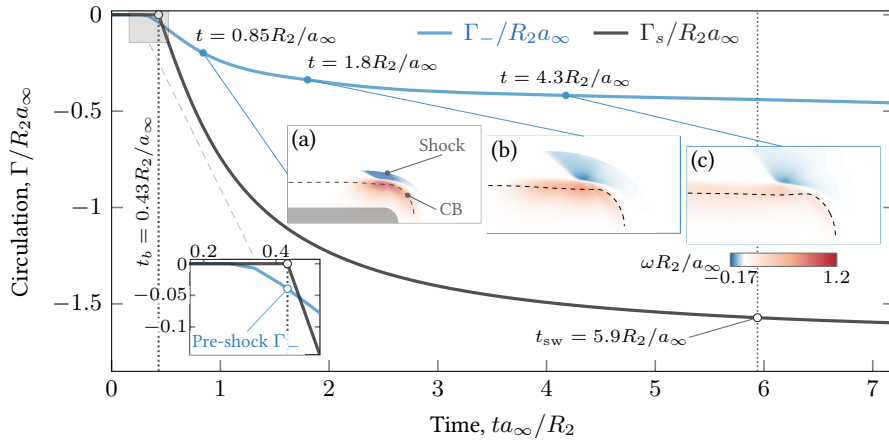 Γ₋/R₂a∞
Γₛ/R₂a∞
t = 0.85R₂/a∞
t = 1.8R₂/a∞
t = 4.3R₂/a∞
(a)
Shock
CB
(b)
(c)
ωR₂/a∞
−0.17
1.2
t_b = 0.43R₂/a∞
0.2
0.4
0
−0.05
−0.1
Pre-shock Γ₋
t_sw = 5.9R₂/a∞
0
−0.5
−1
−1.5
Circulation, Γ/R₂a∞
0
1
2
3
4
5
6
7
Time, ta∞/R₂